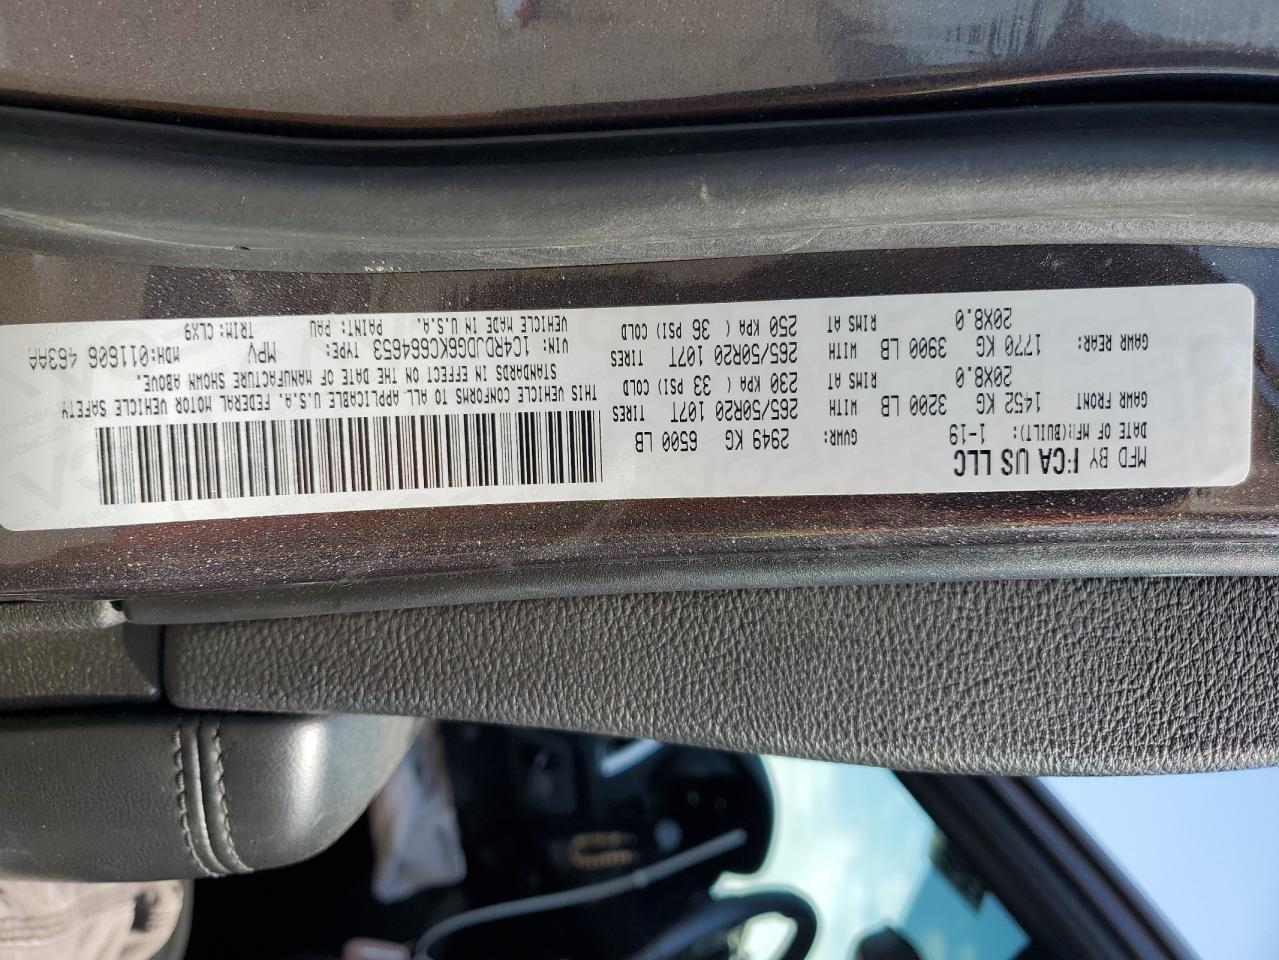 MFD BY FCA US LLC
DATE OF MFR(BUILT): 1-19 GVWR: 2949 KG 6500 LB
GAWR FRONT 1452 KG 3200 LB WITH 265/50R20 107T TIRES
20X8.0 RIMS AT 230 KPA ( 33 PSI) COLD
GAWR REAR: 1770 KG 3900 LB WITH 265/50R20 107T TIRES
20X8.0 RIMS AT 250 KPA ( 36 PSI) COLD
THIS VEHICLE CONFORMS TO ALL APPLICABLE U.S.A. FEDERAL MOTOR VEHICLE SAFETY
STANDARDS IN EFFECT ON THE DATE OF MANUFACTURE SHOWN ABOVE.
VIN: 1C4RDJDG6KC664653 TYPE: MPV MDH:011606 463AA
VEHICLE MADE IN U.S.A. PAINT: PAU TRIM: CLX9